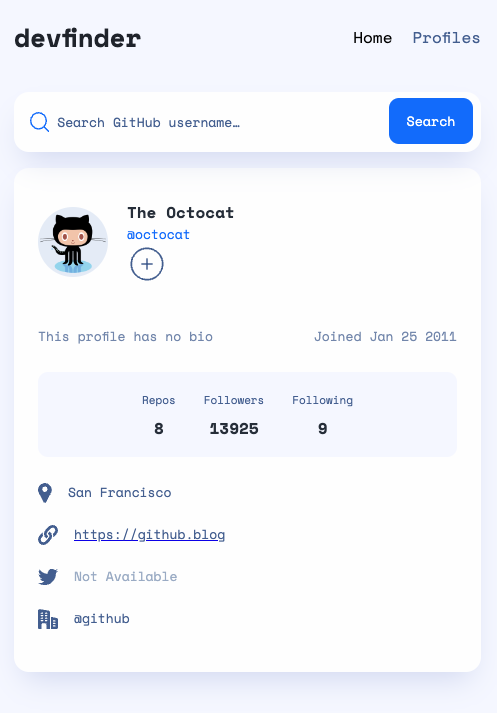 devfinder
Home Profiles
Search GitHub username… Search
The Octocat
@octocat
This profile has no bio Joined Jan 25 2011
Repos Followers Following
8 13925 9
San Francisco
https://github.blog
Not Available
@github